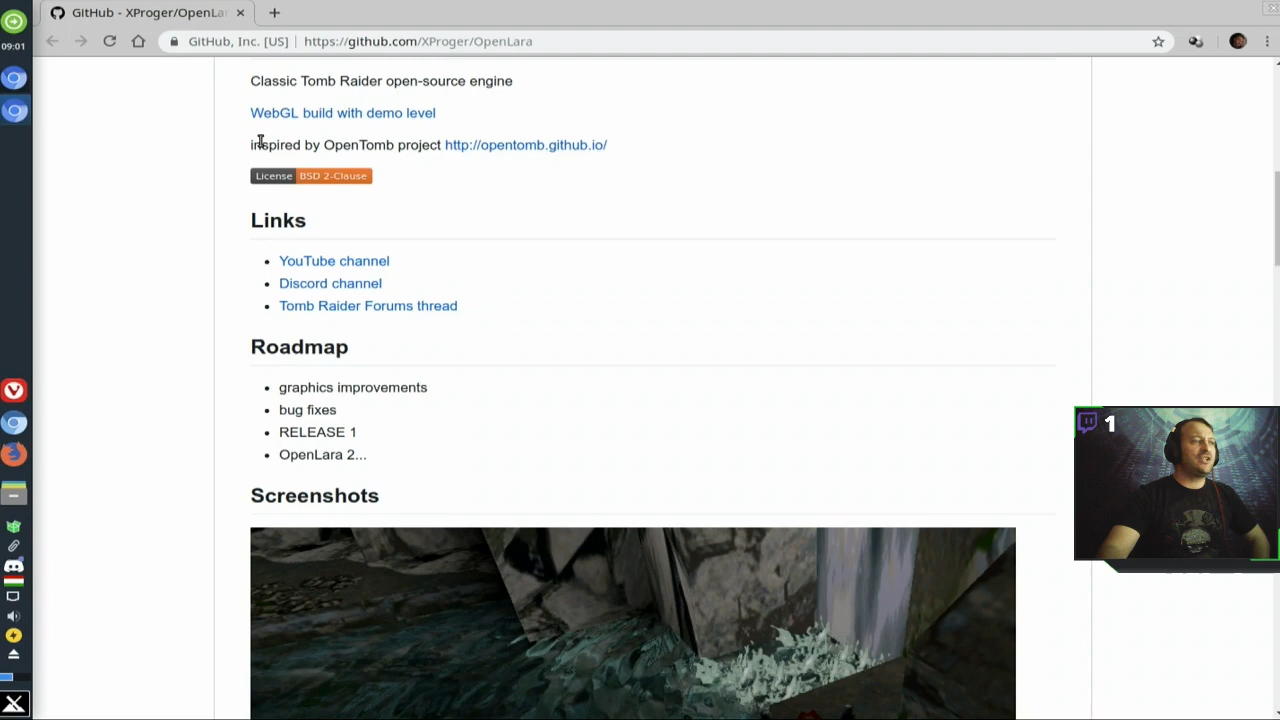 GitHub - XProger/OpenLar
09:01
GitHub, Inc. [US] | https://github.com/XProger/OpenLara
Classic Tomb Raider open-source engine
WebGL build with demo level
inspired by OpenTomb project http://opentomb.github.io/
License BSD 2-Clause
Links
YouTube channel
Discord channel
Tomb Raider Forums thread
Roadmap
graphics improvements
bug fixes
RELEASE 1
OpenLara 2...
1
Screenshots